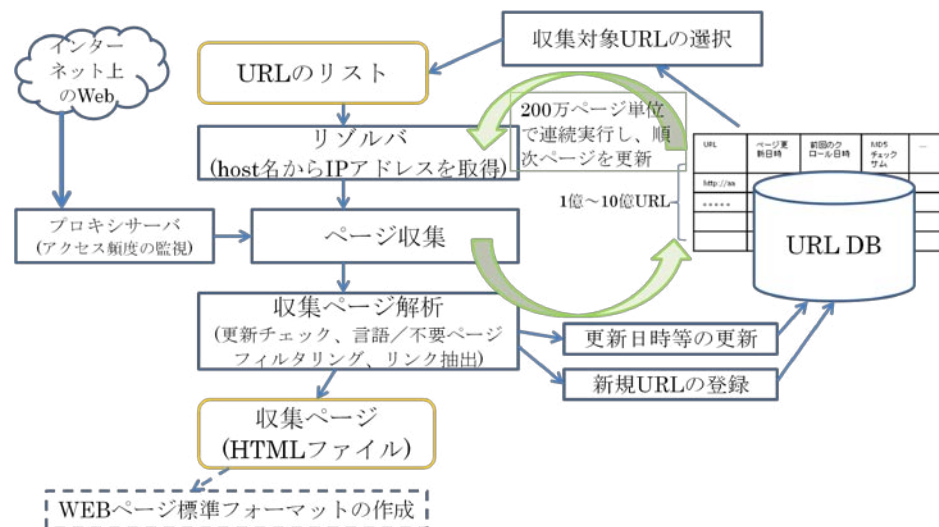 インター
ネット上
のWeb
収集対象URLの選択
URLのリスト
200万ページ単位
で連続実行し、順
次ページを更新
リゾルバ
(host名からIPアドレスを取得)
URL
ページ更
新日時
前回のク
ロール日時
MD5
チェック
サム
...
http://aa
*****
1億～10億URL
URL DB
プロキシサーバ
(アクセス頻度の監視)
ページ収集
収集ページ解析
(更新チェック、言語／不要ページ
フィルタリング、リンク抽出)
更新日時等の更新
新規URLの登録
収集ページ
(HTMLファイル)
WEBページ標準フォーマットの作成